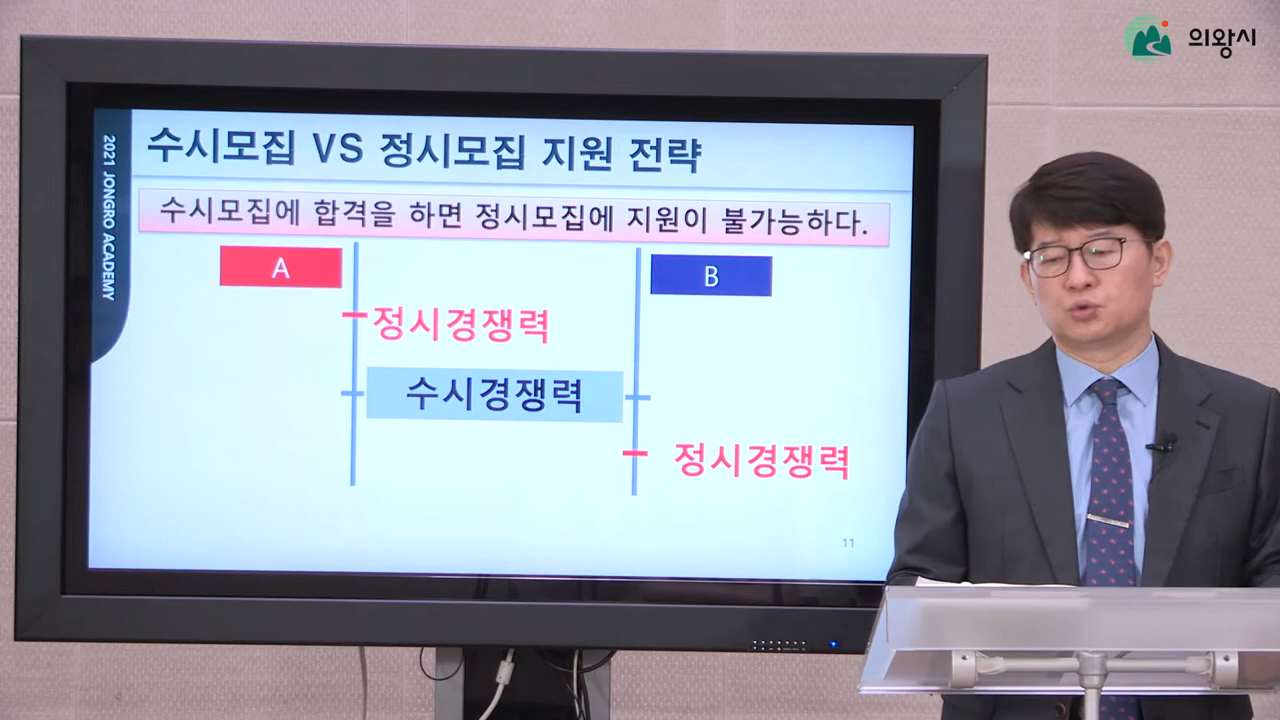 의왕시
2021 JONGRO ACADEMY
수시모집 VS 정시모집 지원 전략
수시모집에 합격을 하면 정시모집에 지원이 불가능하다.
A
B
정시경쟁력
수시경쟁력
정시경쟁력
11